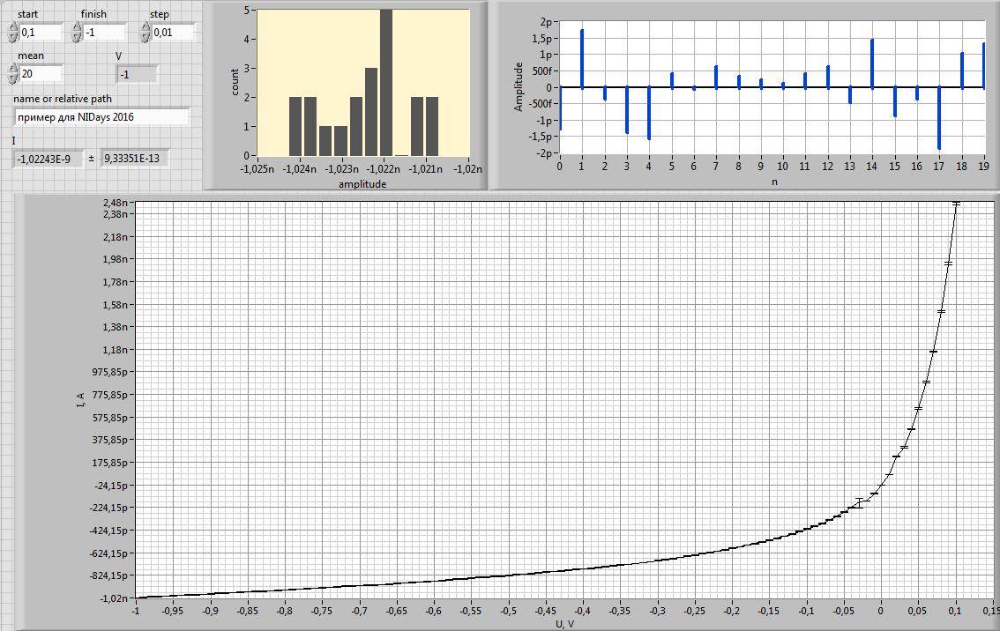 start finish step
0,1 -1 0,01
mean V
20 -1
name or relative path
пример для NIDays 2016
I
-1,02243E-9 ± 9,33351E-13
5
4
3
2
1
0
count
-1,025n -1,024n -1,023n -1,022n -1,021n -1,02n
amplitude
2p
1,5p
1p
500f
0
-500f
-1p
-1,5p
-2p
Amplitude
0 1 2 3 4 5 6 7 8 9 10 11 12 13 14 15 16 17 18 19
n
2,48n
2,38n
2,18n
1,98n
1,78n
1,58n
1,38n
1,18n
975,85p
775,85p
575,85p
375,85p
175,85p
-24,15p
-224,15p
-424,15p
-624,15p
-824,15p
-1,02n
I, A
-1 -0,95 -0,9 -0,85 -0,8 -0,75 -0,7 -0,65 -0,6 -0,55 -0,5 -0,45 -0,4 -0,35 -0,3 -0,25 -0,2 -0,15 -0,1 -0,05 0 0,05 0,1 0,15
U, V